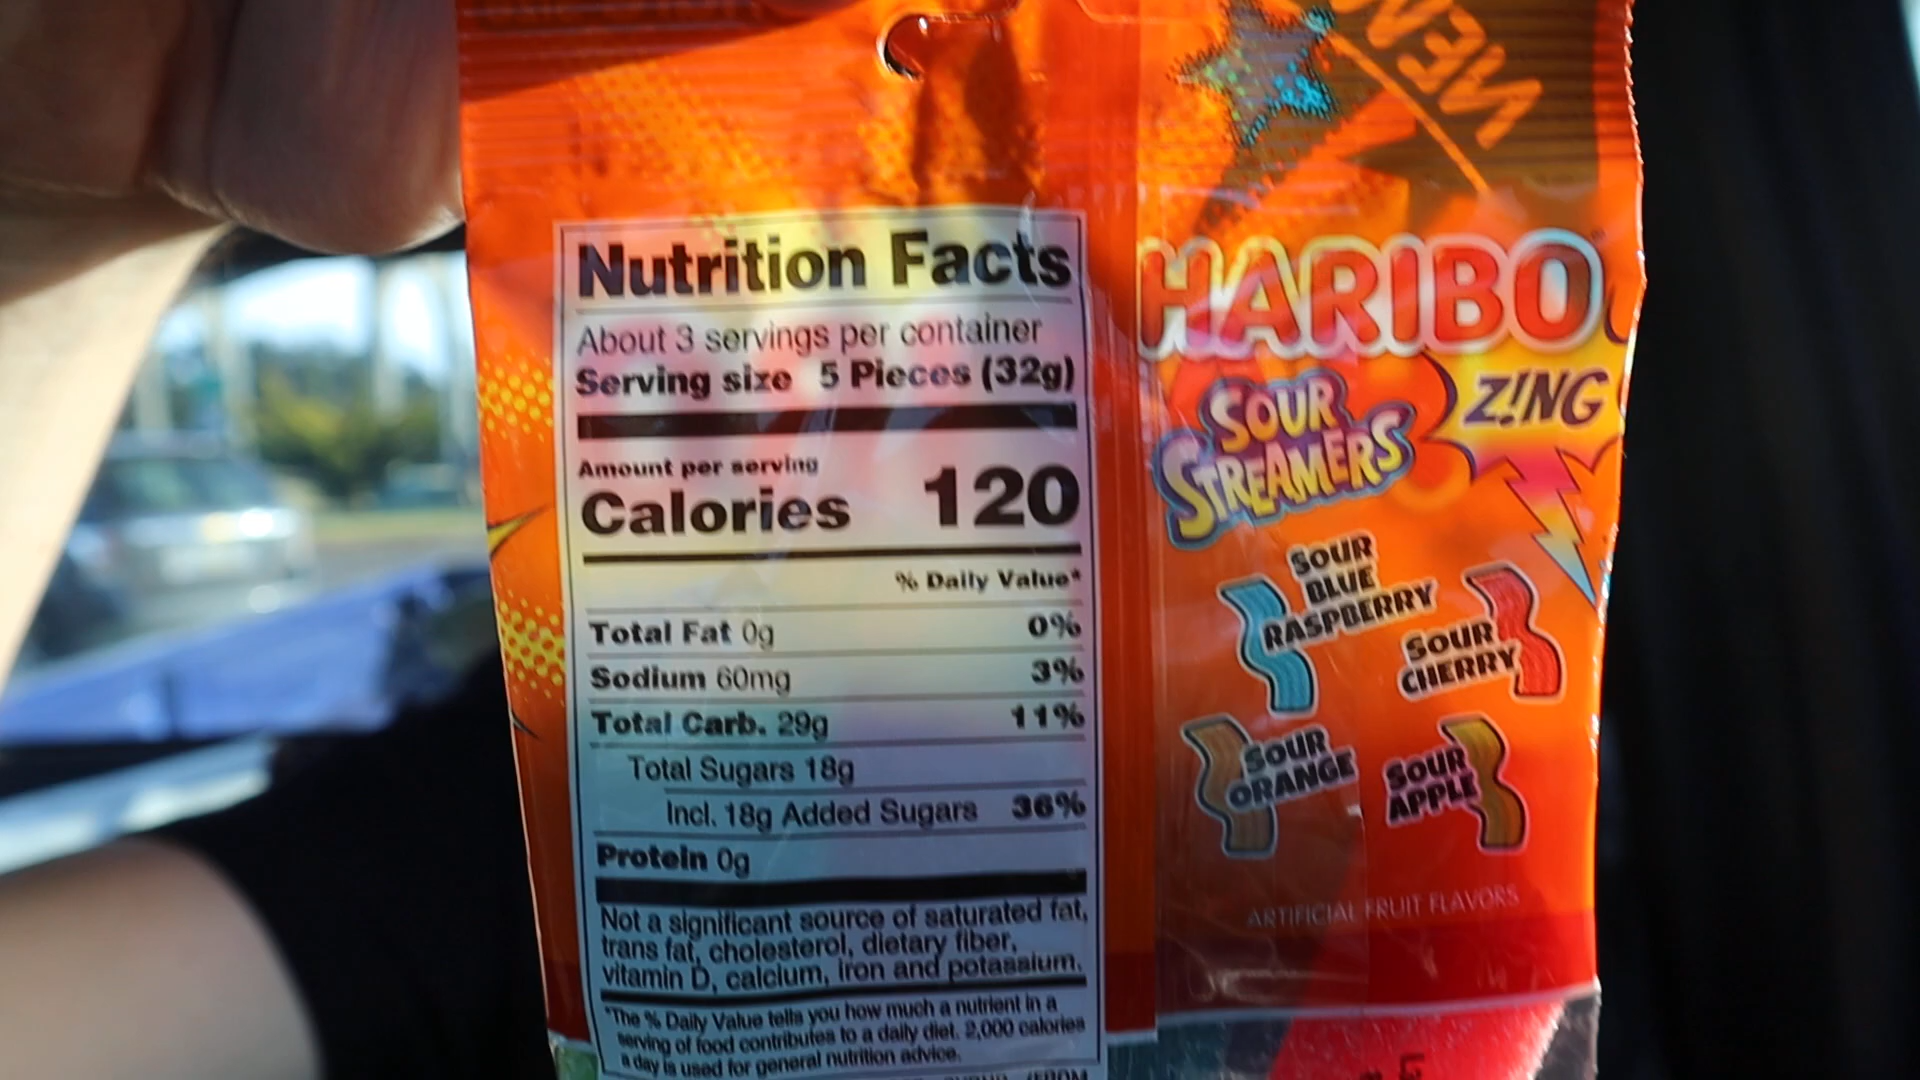 NEW
Nutrition Facts
About 3 servings per container
Serving size 5 Pieces (32g)
Amount per serving
Calories 120
% Daily Value*
Total Fat 0g 0%
Sodium 60mg 3%
Total Carb. 29g 11%
Total Sugars 18g
Incl. 18g Added Sugars 36%
Protein 0g
Not a significant source of saturated fat,
trans fat, cholesterol, dietary fiber,
vitamin D, calcium, iron and potassium.
*The % Daily Value tells you how much a nutrient in a
serving of food contributes to a daily diet. 2,000 calories
a day is used for general nutrition advice.
HARIBO
SOUR
STREAMERS
Z!NG
SOUR
BLUE
RASPBERRY
SOUR
CHERRY
SOUR
ORANGE
SOUR
APPLE
ARTIFICIAL FRUIT FLAVORS